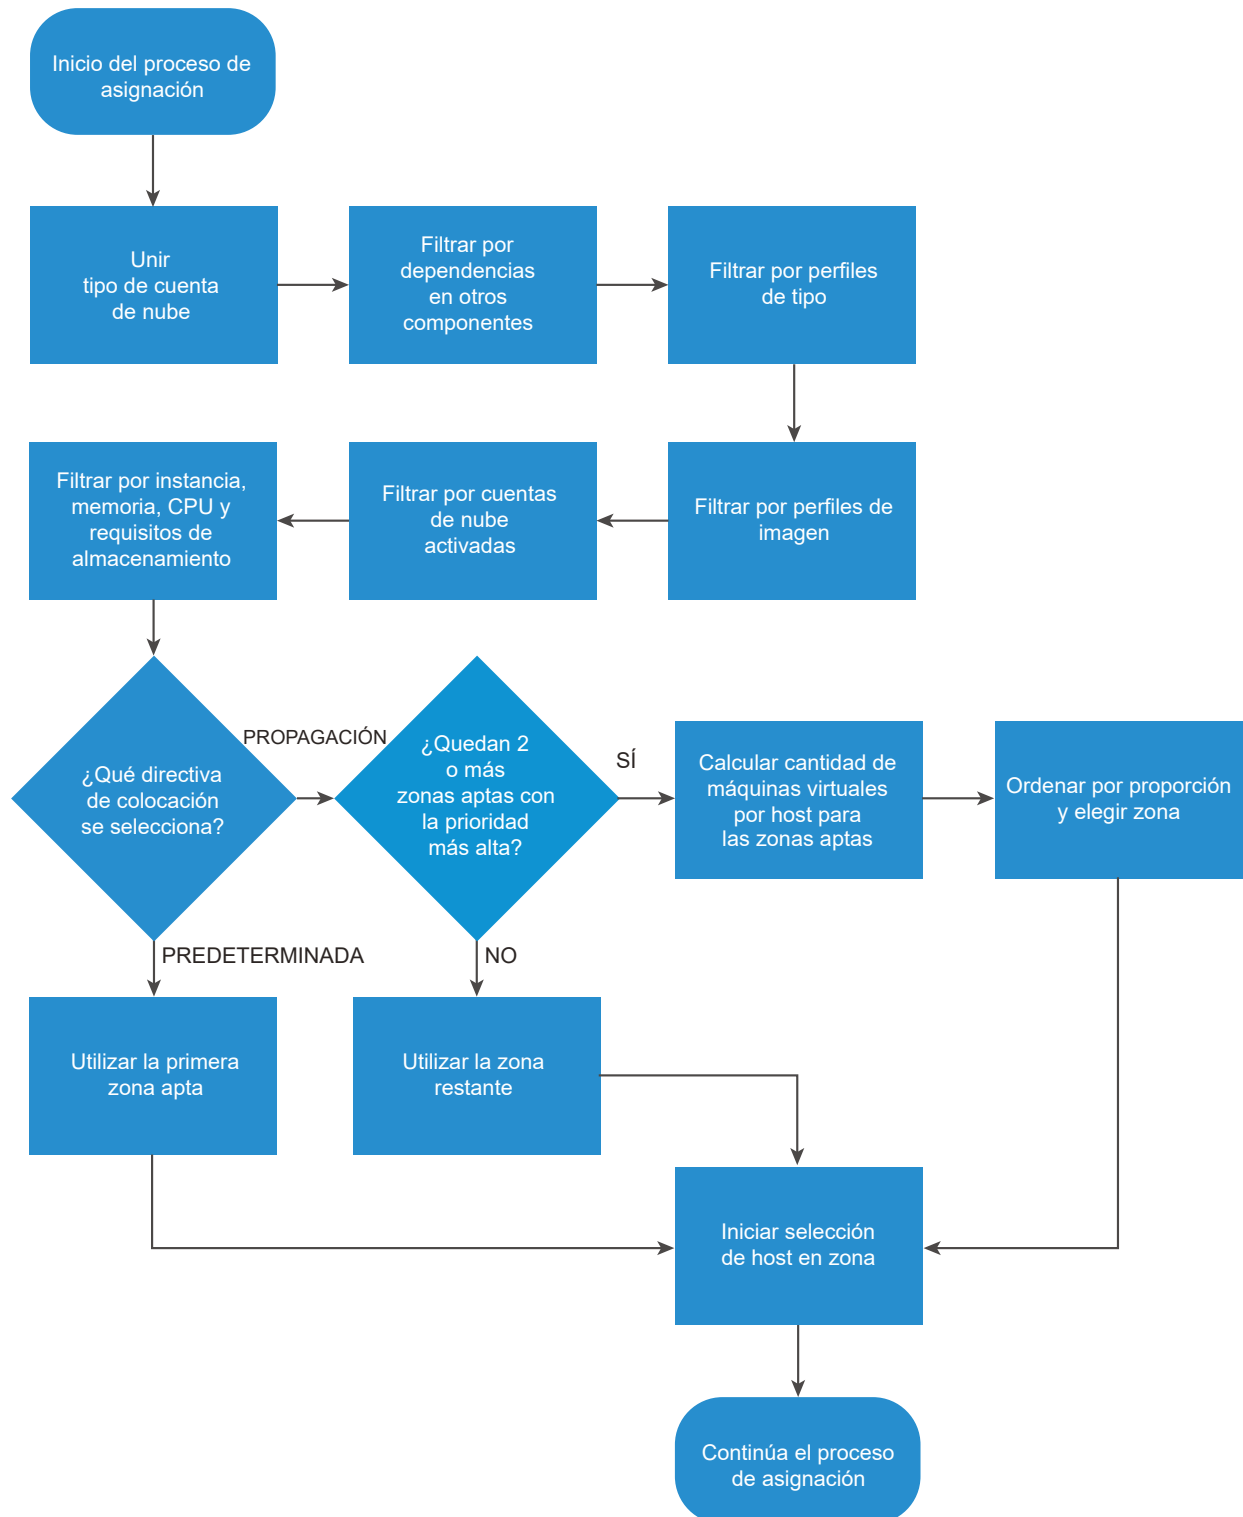 Inicio del proceso de
asignación
Unir
tipo de cuenta
de nube
Filtrar por
dependencias
en otros
componentes
Filtrar por perfiles
de tipo
Filtrar por instancia,
memoria, CPU y
requisitos de
almacenamiento
Filtrar por cuentas
de nube
activadas
Filtrar por perfiles de
imagen
¿Qué directiva
de colocación
se selecciona?
PROPAGACIÓN
¿Quedan 2
o más
zonas aptas con
la prioridad
más alta?
SÍ
Calcular cantidad de
máquinas virtuales
por host para
las zonas aptas
Ordenar por proporción
y elegir zona
PREDETERMINADA
NO
Utilizar la primera
zona apta
Utilizar la zona
restante
Iniciar selección
de host en zona
Continúa el proceso
de asignación